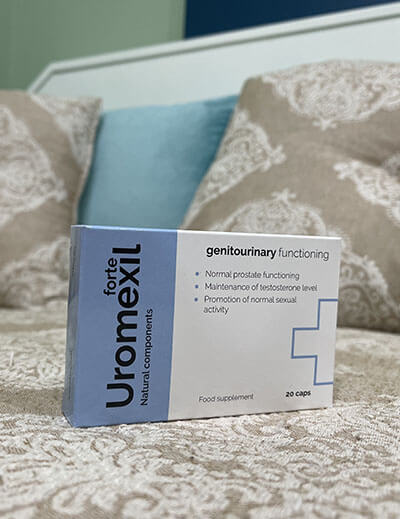 Uromexil
forte
Natural components
genitourinary functioning
Normal prostate functioning
Maintenance of testosterone level
Promotion of normal sexual
activity
Food supplement
20 caps